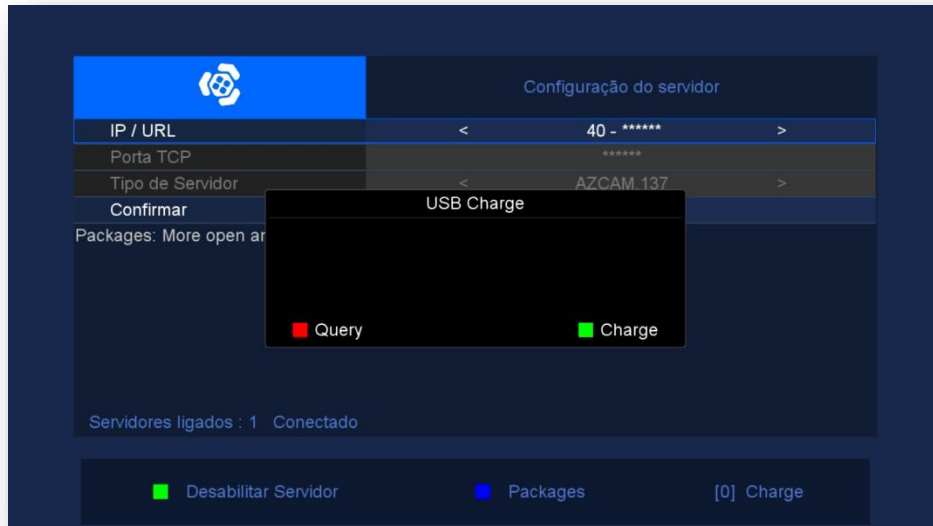 Configuração do servidor
IP / URL < 40 - ****** >
Porta TCP ******
Tipo de Servidor < AZCAM.137 >
Confirmar
USB Charge
Packages: More open ar
Query Charge
Servidores ligados : 1 Conectado
Desabilitar Servidor Packages [0] Charge